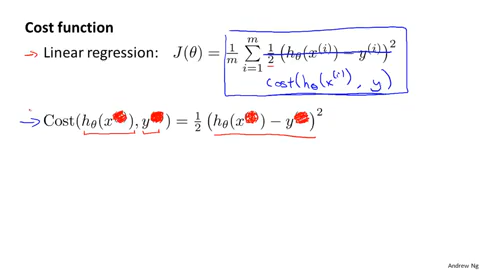 Cost function
→ Linear regression: J(θ) = 1/m ∑_{i=1}^{m} 1/2 (h_θ(x^{(i)}) − y^{(i)})^2
cost(h_θ(x^{(i)}), y)
→ Cost(h_θ(x), y) = 1/2 (h_θ(x) − y)^2
Andrew Ng